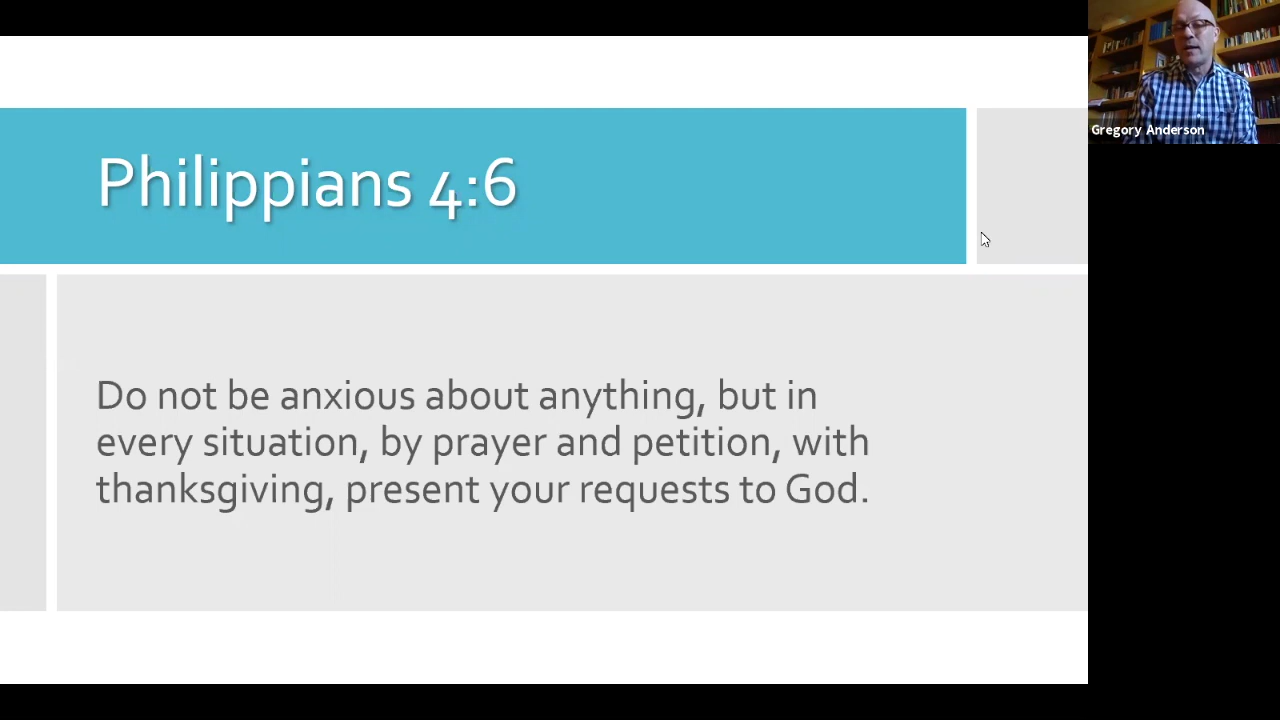 Philippians 4:6
Do not be anxious about anything, but in
every situation, by prayer and petition, with
thanksgiving, present your requests to God.
Gregory Anderson